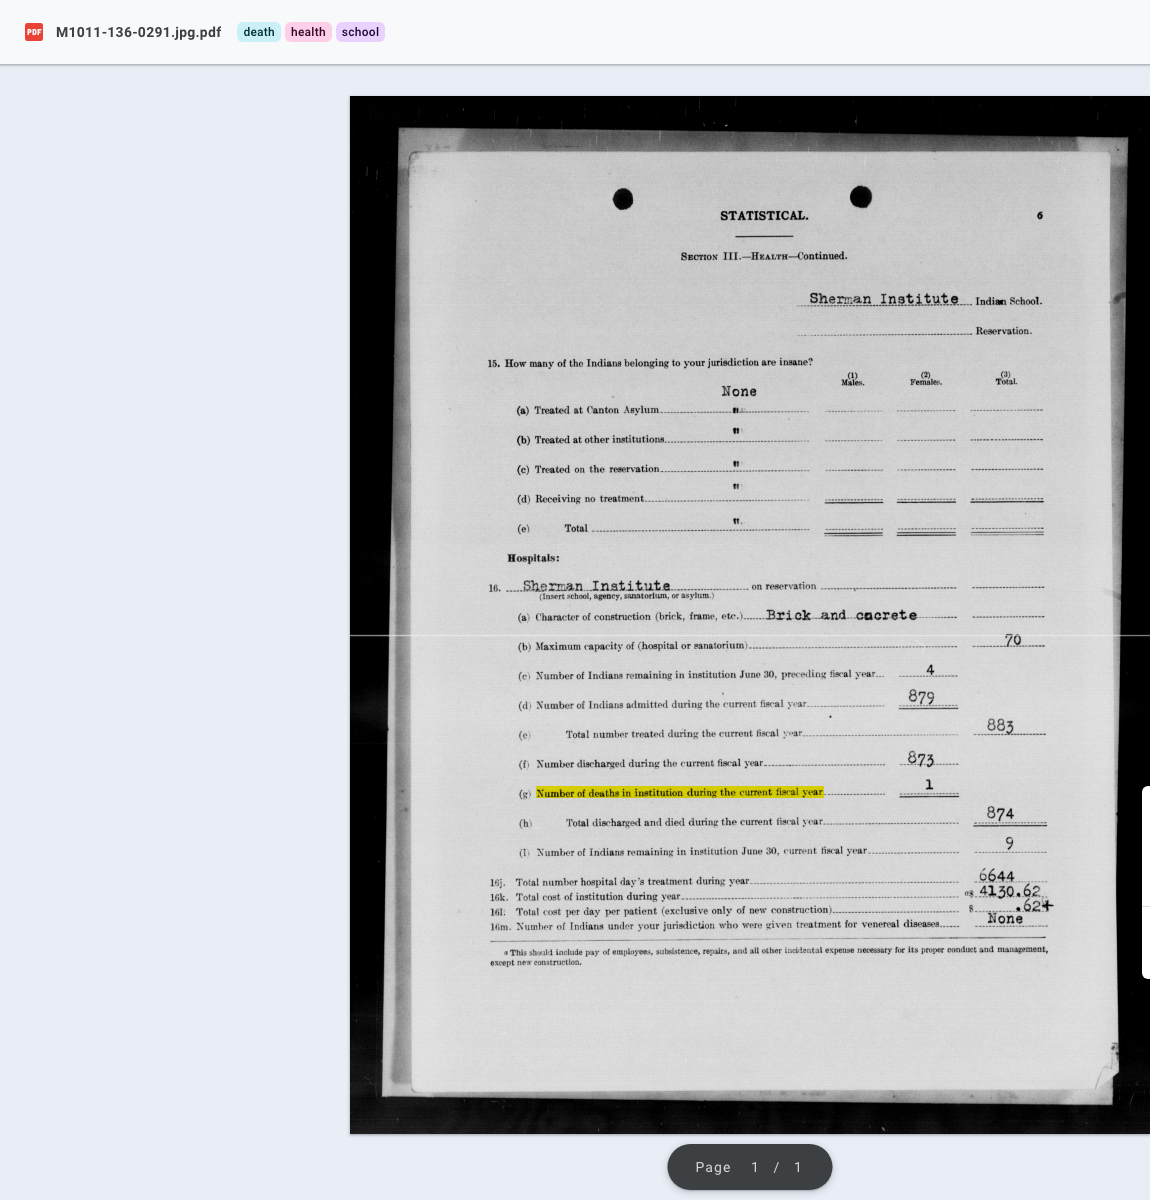 PDF M1011-136-0291.jpg.pdf death health school
STATISTICAL. 6
SECTION III.—HEALTH—Continued.
Sherman Institute Indian School.
Reservation.
15. How many of the Indians belonging to your jurisdiction are insane?
(1) Males. (2) Females. (3) Total.
None
(a) Treated at Canton Asylum "
(b) Treated at other institutions "
(c) Treated on the reservation "
(d) Receiving no treatment "
(e) Total "
Hospitals:
16. Sherman Institute on reservation
(Insert school, agency, sanatorium, or asylum.)
(a) Character of construction (brick, frame, etc.) Brick and cncrete
(b) Maximum capacity of (hospital or sanatorium) 70
(c) Number of Indians remaining in institution June 30, preceding fiscal year 4
(d) Number of Indians admitted during the current fiscal year 879
(e) Total number treated during the current fiscal year 883
(f) Number discharged during the current fiscal year 873
(g) Number of deaths in institution during the current fiscal year 1
(h) Total discharged and died during the current fiscal year 874
(I) Number of Indians remaining in institution June 30, current fiscal year 9
16j. Total number hospital day's treatment during year 6644
16k. Total cost of institution during year $ 4130.62
16l. Total cost per day per patient (exclusive only of new construction) $ .62+
16m. Number of Indians under your jurisdiction who were given treatment for venereal diseases None
This should include pay of employees, subsistence, repairs, and all other incidental expense necessary for its proper conduct and management,
except new construction.
Page 1 / 1